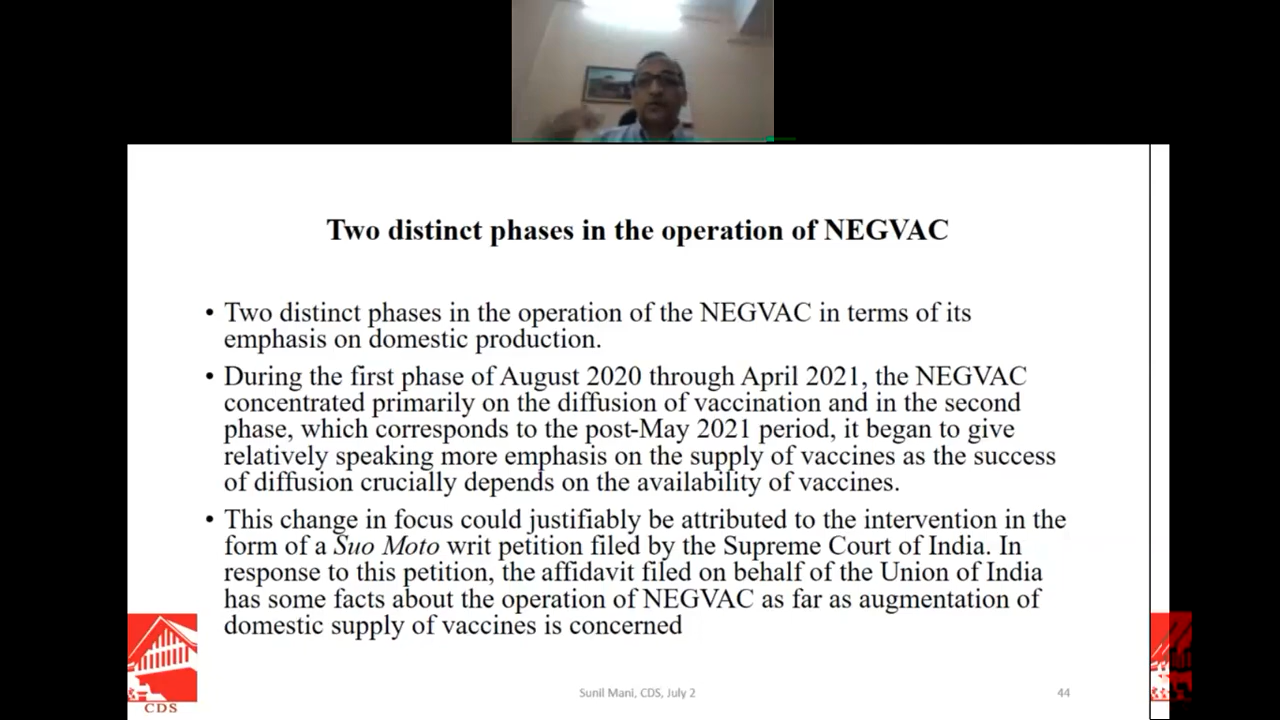 Two distinct phases in the operation of NEGVAC
• Two distinct phases in the operation of the NEGVAC in terms of its
emphasis on domestic production.
• During the first phase of August 2020 through April 2021, the NEGVAC
concentrated primarily on the diffusion of vaccination and in the second
phase, which corresponds to the post-May 2021 period, it began to give
relatively speaking more emphasis on the supply of vaccines as the success
of diffusion crucially depends on the availability of vaccines.
• This change in focus could justifiably be attributed to the intervention in the
form of a Suo Moto writ petition filed by the Supreme Court of India. In
response to this petition, the affidavit filed on behalf of the Union of India
has some facts about the operation of NEGVAC as far as augmentation of
domestic supply of vaccines is concerned
CDS
Sunil Mani, CDS, July 2
44